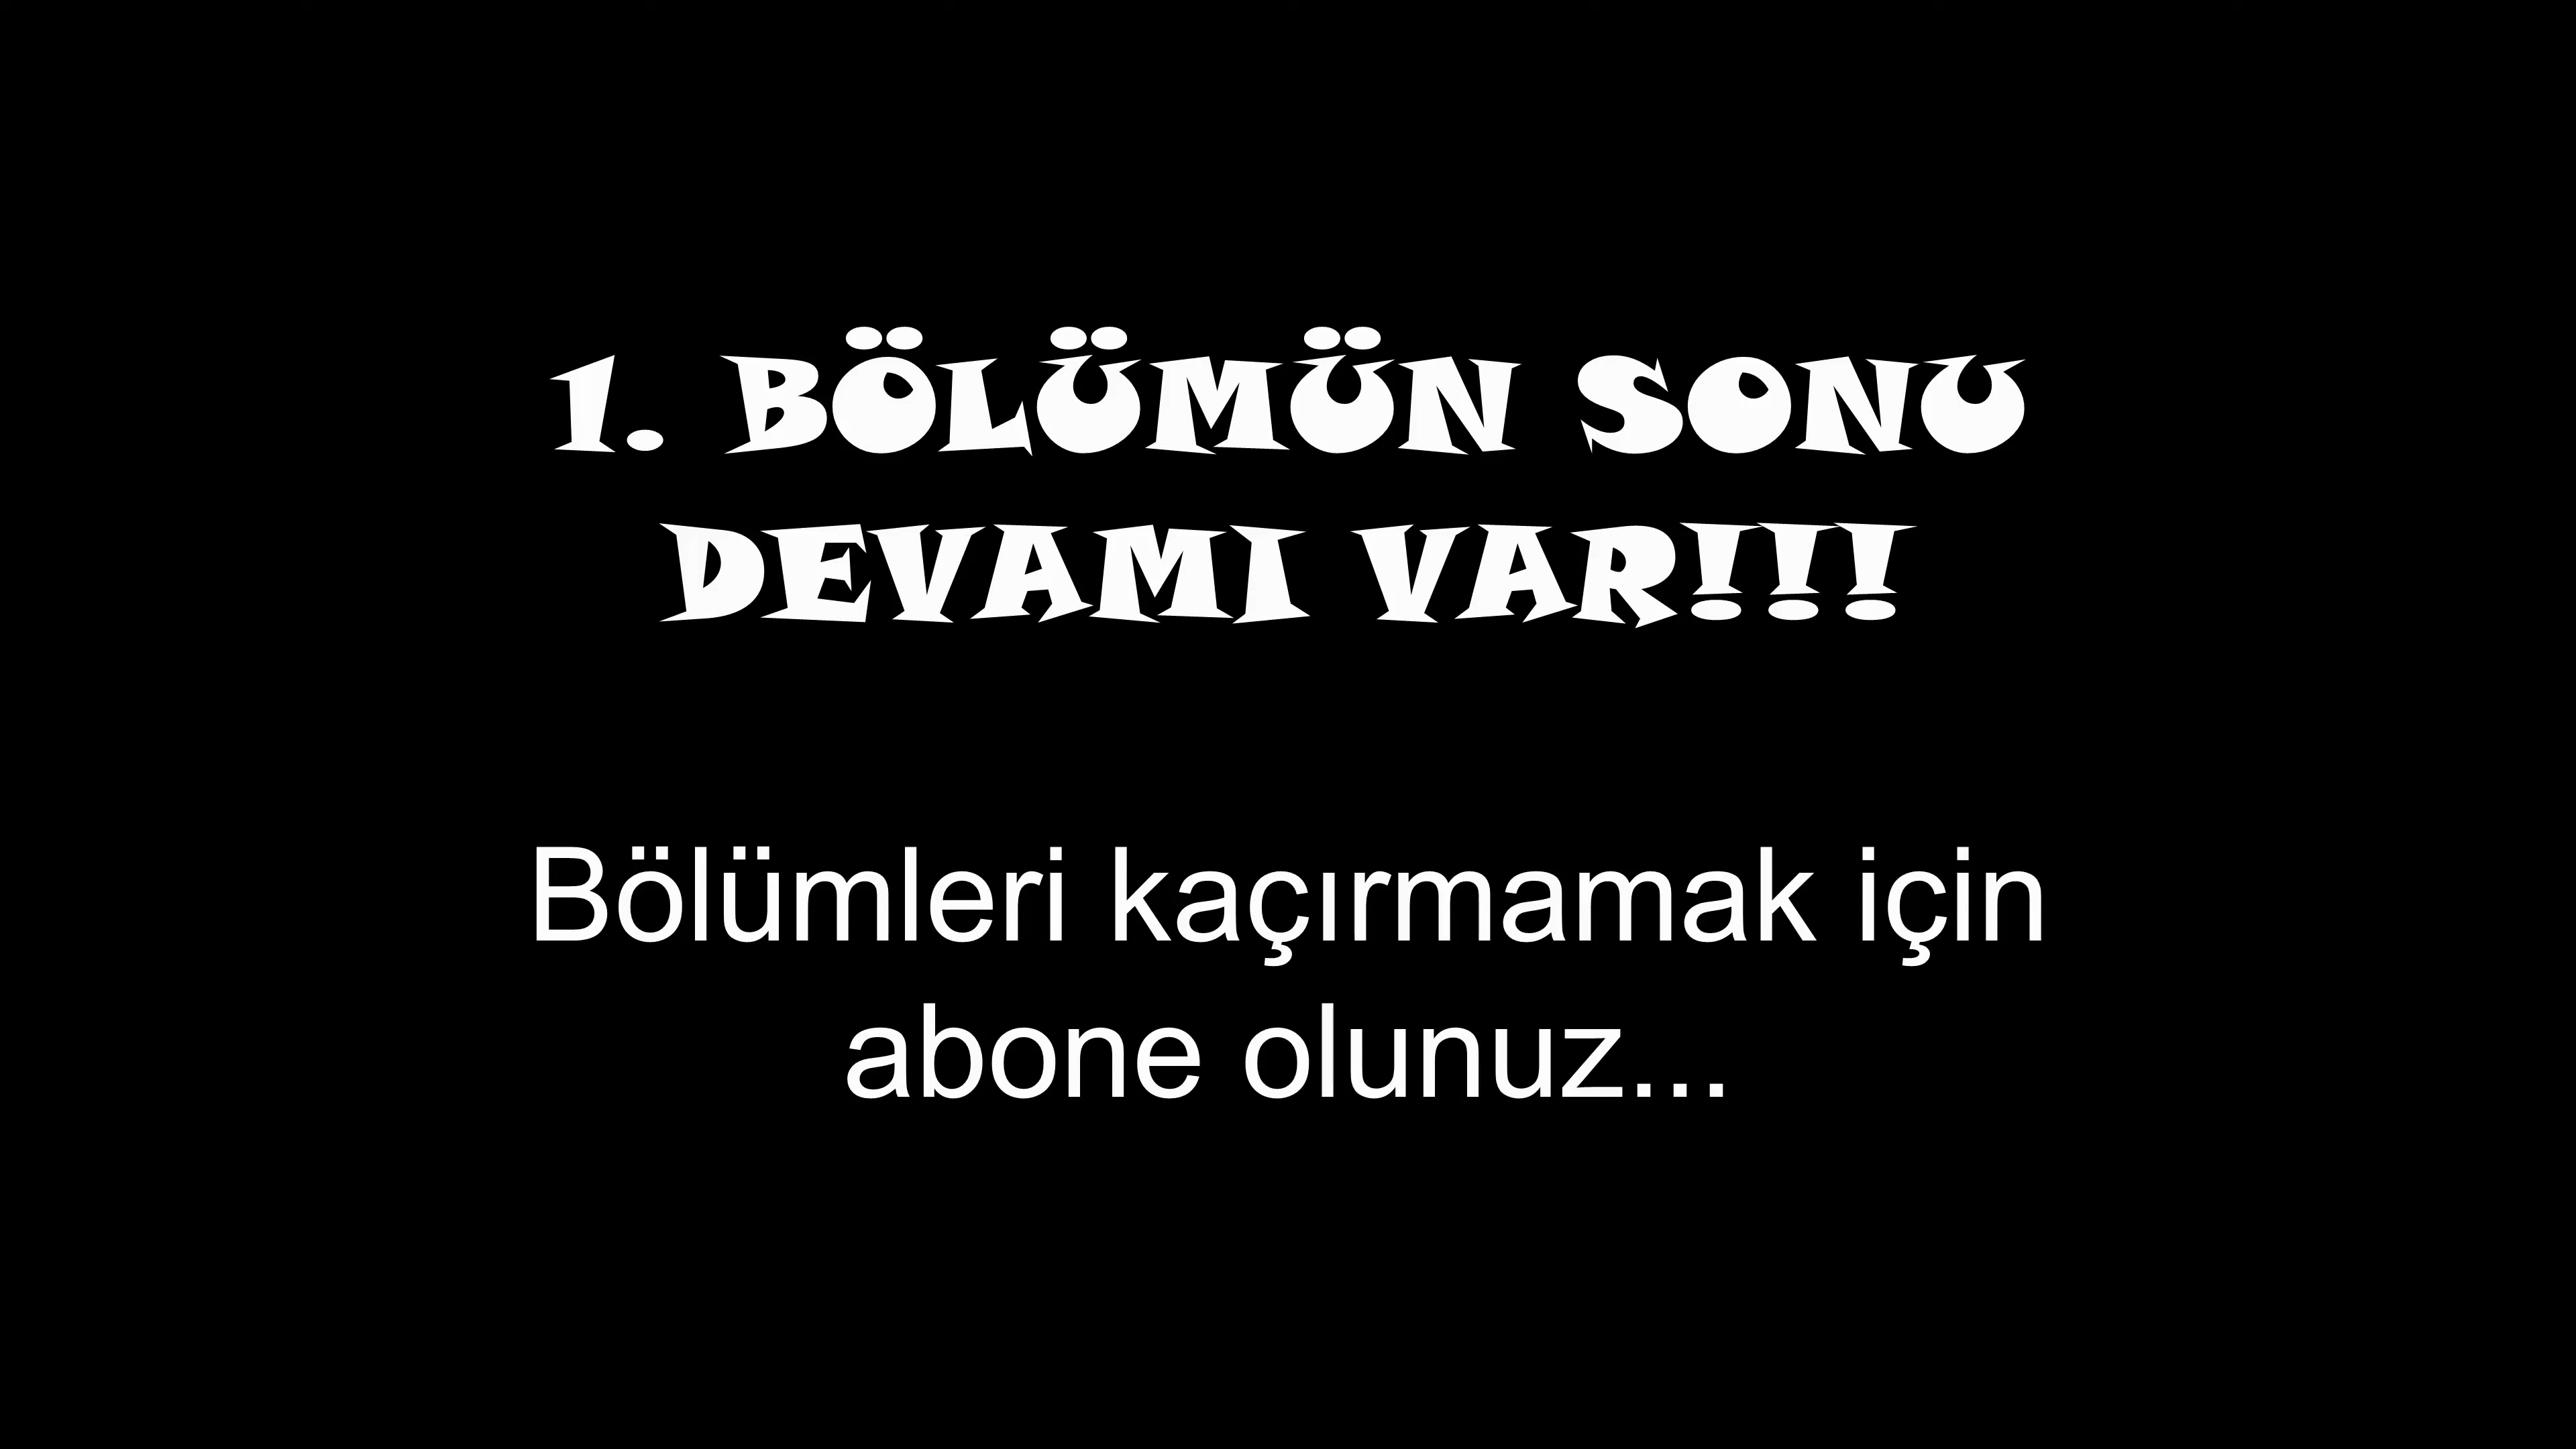 1. BÖLÜMÜN SONU
DEVAMI VAR!!!
Bölümleri kaçırmamak için
abone olunuz...